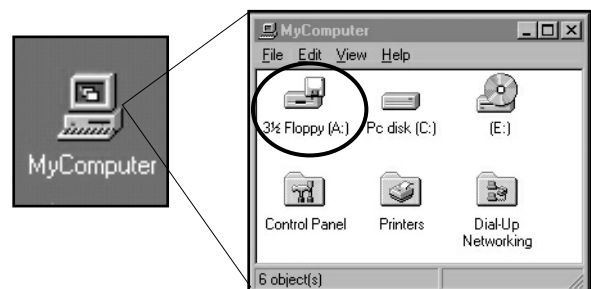 MyComputer
MyComputer
File Edit View Help
3½ Floppy (A:) Pc disk (C:) (E:)
Control Panel Printers Dial-Up
Networking
6 object(s)